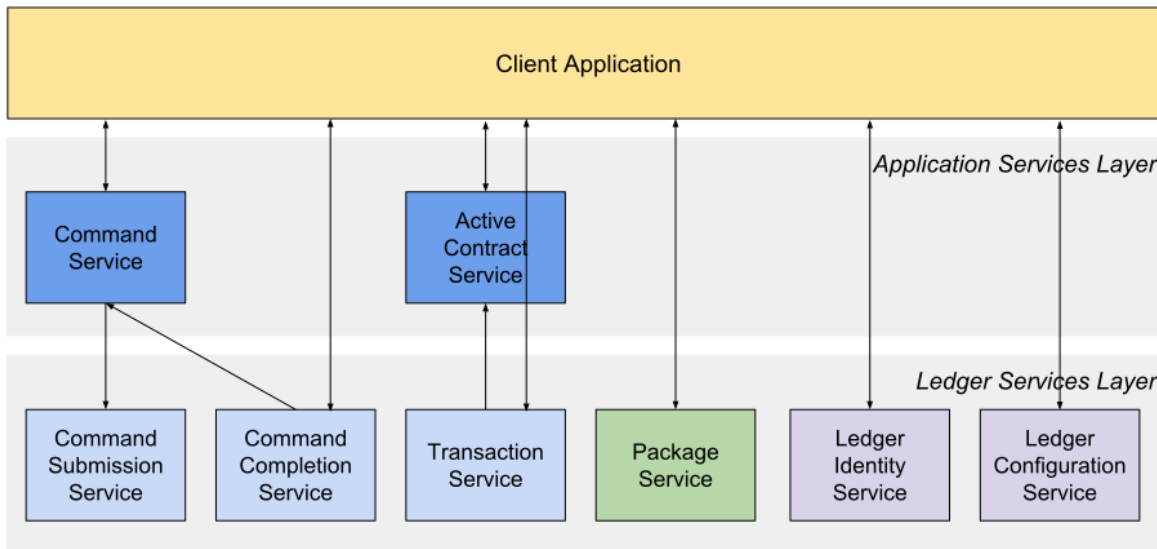 Client Application
Application Services Layer
Command
Service
Active
Contract
Service
Ledger Services Layer
Command
Submission
Service
Command
Completion
Service
Transaction
Service
Package
Service
Ledger
Identity
Service
Ledger
Configuration
Service